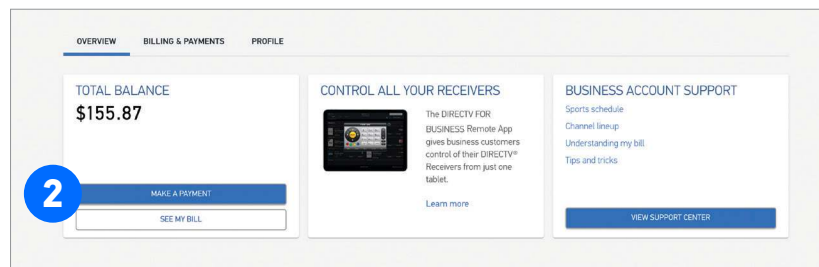 OVERVIEW BILLING & PAYMENTS PROFILE
TOTAL BALANCE
$155.87
2
MAKE A PAYMENT
SEE MY BILL
CONTROL ALL YOUR RECEIVERS
The DIRECTV FOR
BUSINESS Remote App
gives business customers
control of their DIRECTV®
Receivers from just one
tablet.
Learn more
BUSINESS ACCOUNT SUPPORT
Sports schedule
Channel lineup
Understanding my bill
Tips and tricks
VIEW SUPPORT CENTER